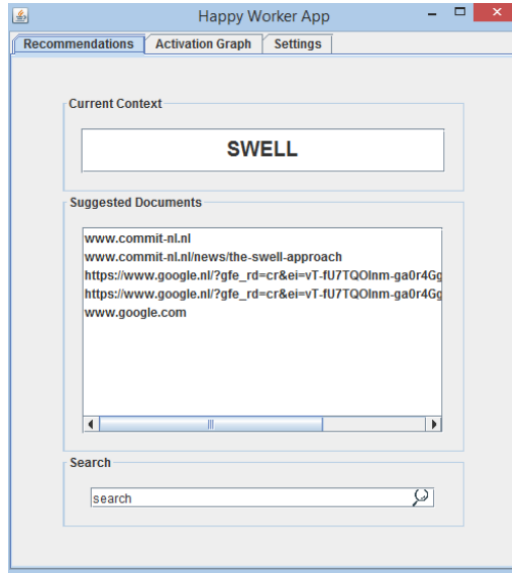 Happy Worker App
Recommendations Activation Graph Settings
Current Context
SWELL
Suggested Documents
www.commit-nl.nl
www.commit-nl.nl/news/the-swell-approach
https://www.google.nl/?gfe_rd=cr&ei=vT-fU7TQOInm-ga0r4Gg
https://www.google.nl/?gfe_rd=cr&ei=vT-fU7TQOInm-ga0r4Gg
www.google.com
Search
search